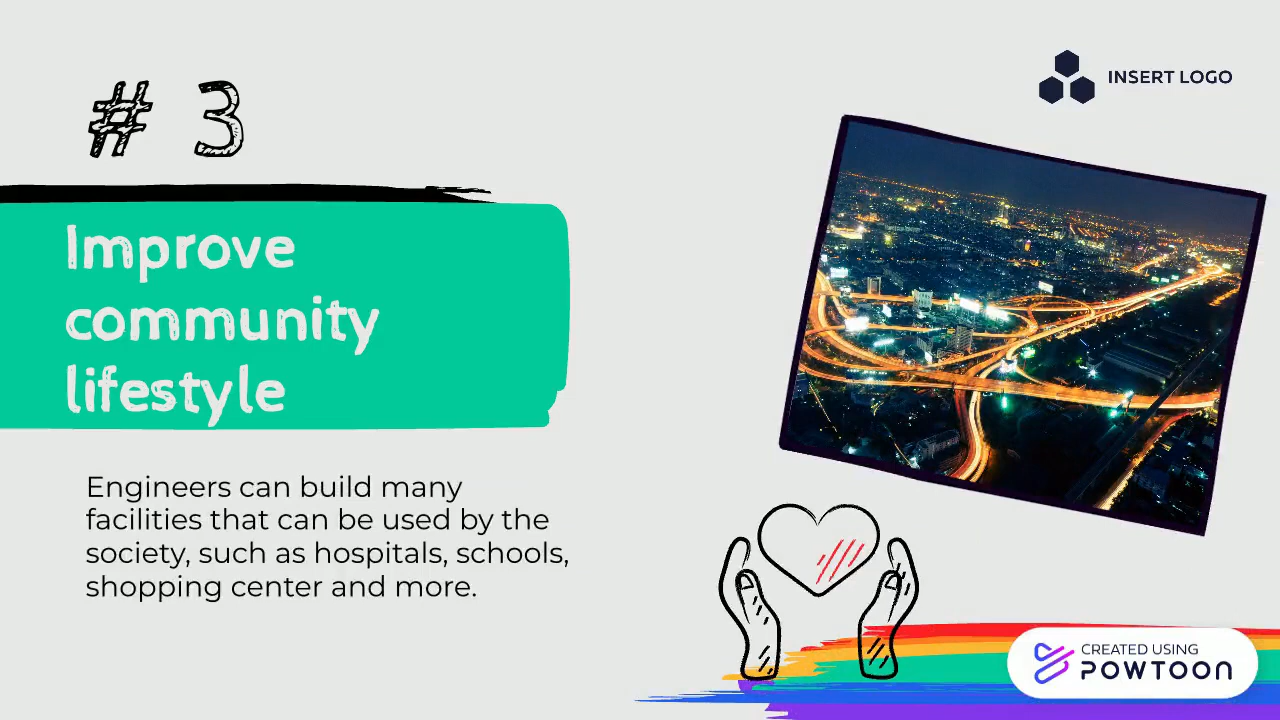 # 3
INSERT LOGO
Improve
community
lifestyle
Engineers can build many
facilities that can be used by the
society, such as hospitals, schools,
shopping center and more.
CREATED USING
POWTOON